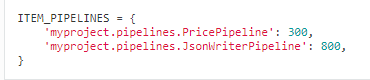 ITEM_PIPELINES = {
    'myproject.pipelines.PricePipeline': 300,
    'myproject.pipelines.JsonWriterPipeline': 800,
}